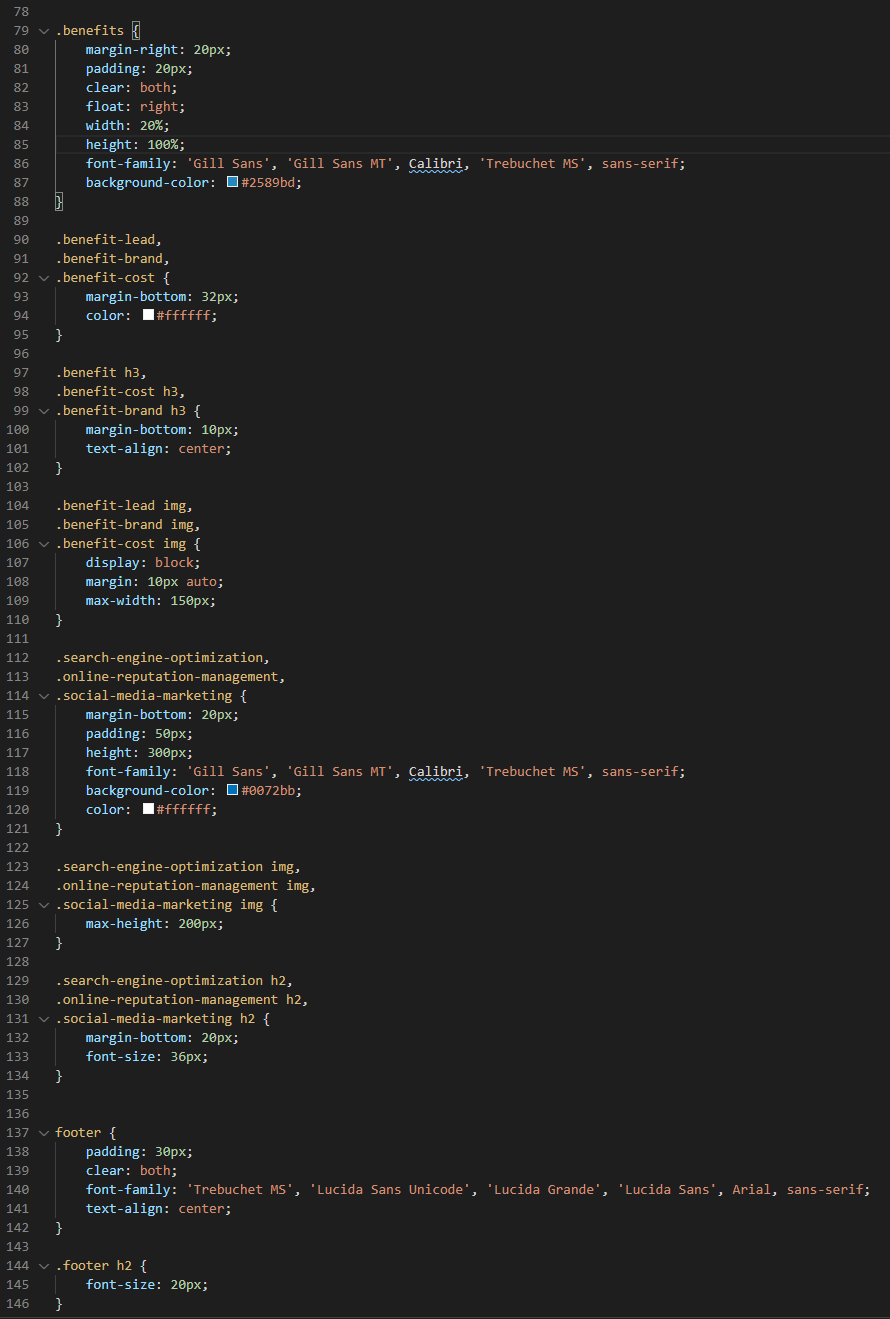 78
79 .benefits {
80     margin-right: 20px;
81     padding: 20px;
82     clear: both;
83     float: right;
84     width: 20%;
85     height: 100%;
86     font-family: 'Gill Sans', 'Gill Sans MT', Calibri, 'Trebuchet MS', sans-serif;
87     background-color: #2589bd;
88 }
89
90 .benefit-lead,
91 .benefit-brand,
92 .benefit-cost {
93     margin-bottom: 32px;
94     color: #ffffff;
95 }
96
97 .benefit h3,
98 .benefit-cost h3,
99 .benefit-brand h3 {
100     margin-bottom: 10px;
101     text-align: center;
102 }
103
104 .benefit-lead img,
105 .benefit-brand img,
106 .benefit-cost img {
107     display: block;
108     margin: 10px auto;
109     max-width: 150px;
110 }
111
112 .search-engine-optimization,
113 .online-reputation-management,
114 .social-media-marketing {
115     margin-bottom: 20px;
116     padding: 50px;
117     height: 300px;
118     font-family: 'Gill Sans', 'Gill Sans MT', Calibri, 'Trebuchet MS', sans-serif;
119     background-color: #0072bb;
120     color: #ffffff;
121 }
122
123 .search-engine-optimization img,
124 .online-reputation-management img,
125 .social-media-marketing img {
126     max-height: 200px;
127 }
128
129 .search-engine-optimization h2,
130 .online-reputation-management h2,
131 .social-media-marketing h2 {
132     margin-bottom: 20px;
133     font-size: 36px;
134 }
135
136
137 footer {
138     padding: 30px;
139     clear: both;
140     font-family: 'Trebuchet MS', 'Lucida Sans Unicode', 'Lucida Grande', 'Lucida Sans', Arial, sans-serif;
141     text-align: center;
142 }
143
144 .footer h2 {
145     font-size: 20px;
146 }